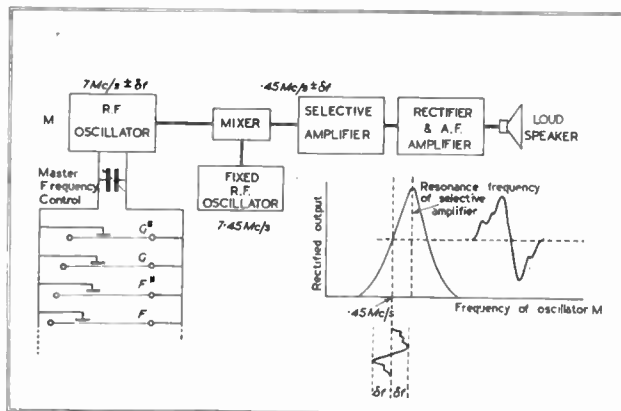 7Mc/s ± δf
.45Mc/s ± δf
M
R.F.
OSCILLATOR
MIXER
SELECTIVE
AMPLIFIER
RECTIFIER
& A.F.
AMPLIFIER
LOUD
SPEAKER
FIXED
R.F.
OSCILLATOR
7.45Mc/s
Master
Frequency
Control
G#
G
F#
F
Rectified output
Resonance frequency
of selective
amplifier
.45Mc/s
Frequency of oscillator M
δf δf